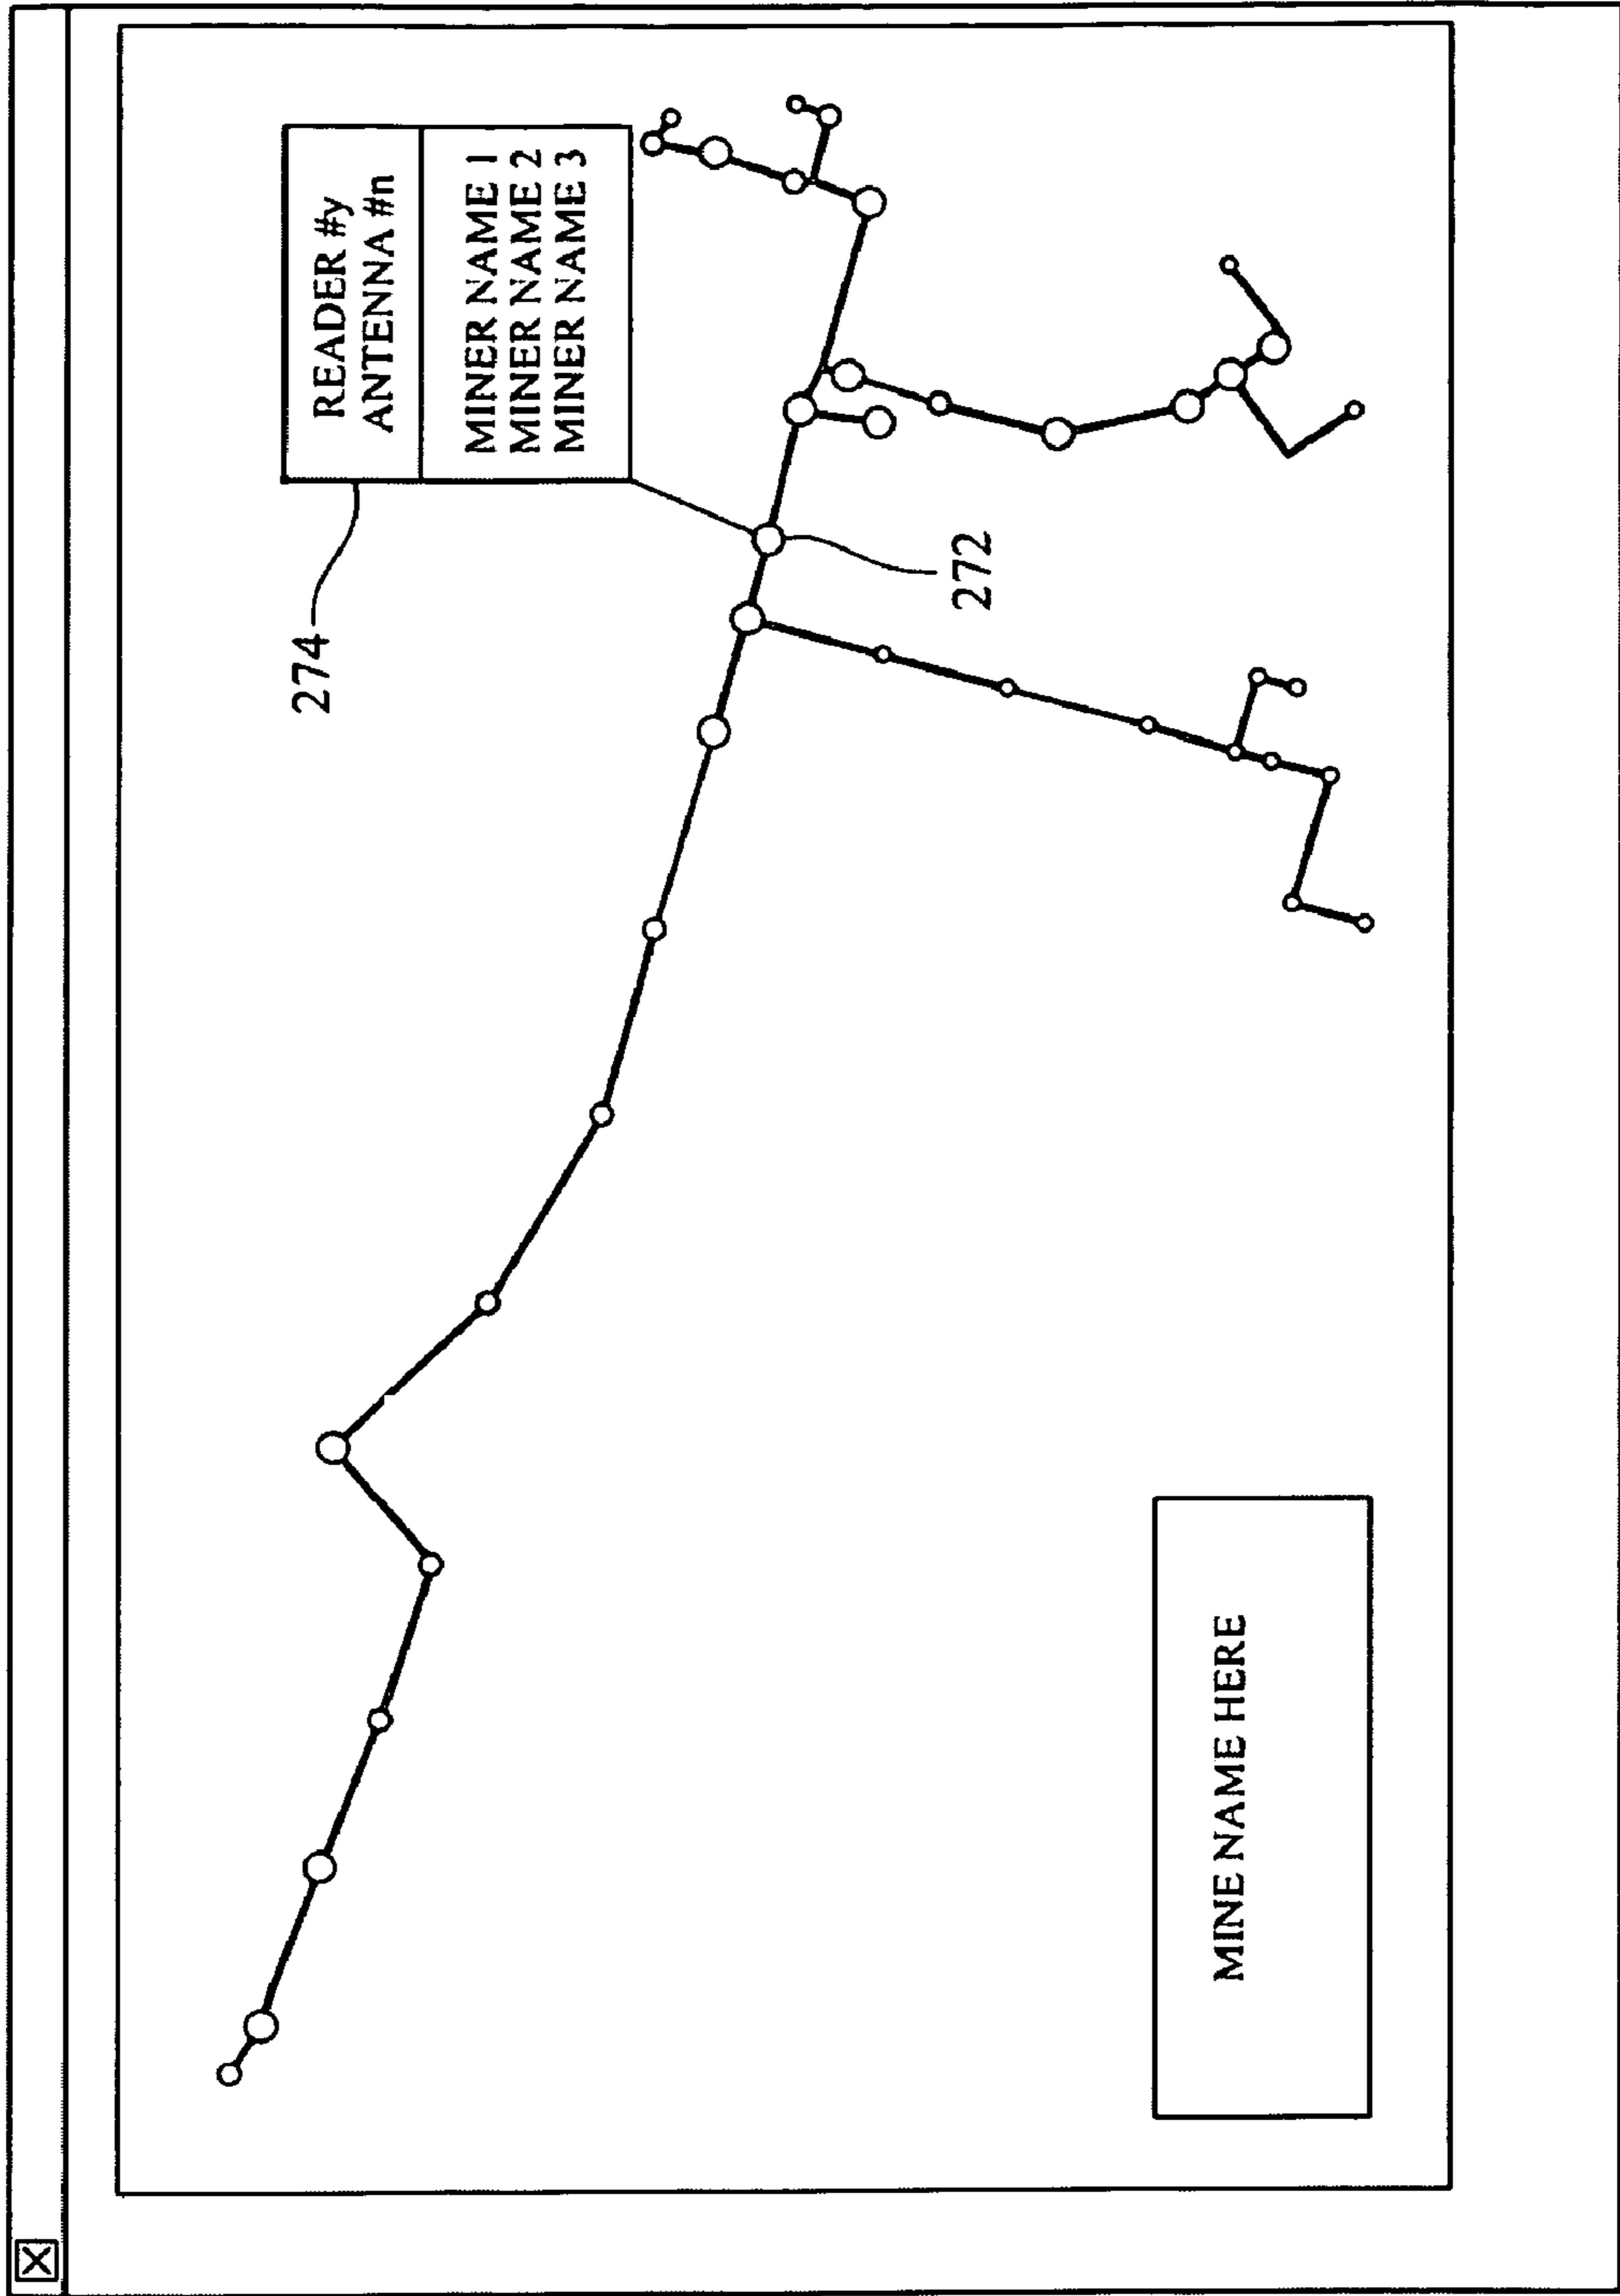 274
READER #y
ANTENNA #n
MINER NAME 1
MINER NAME 2
MINER NAME 3
272
MINE NAME HERE